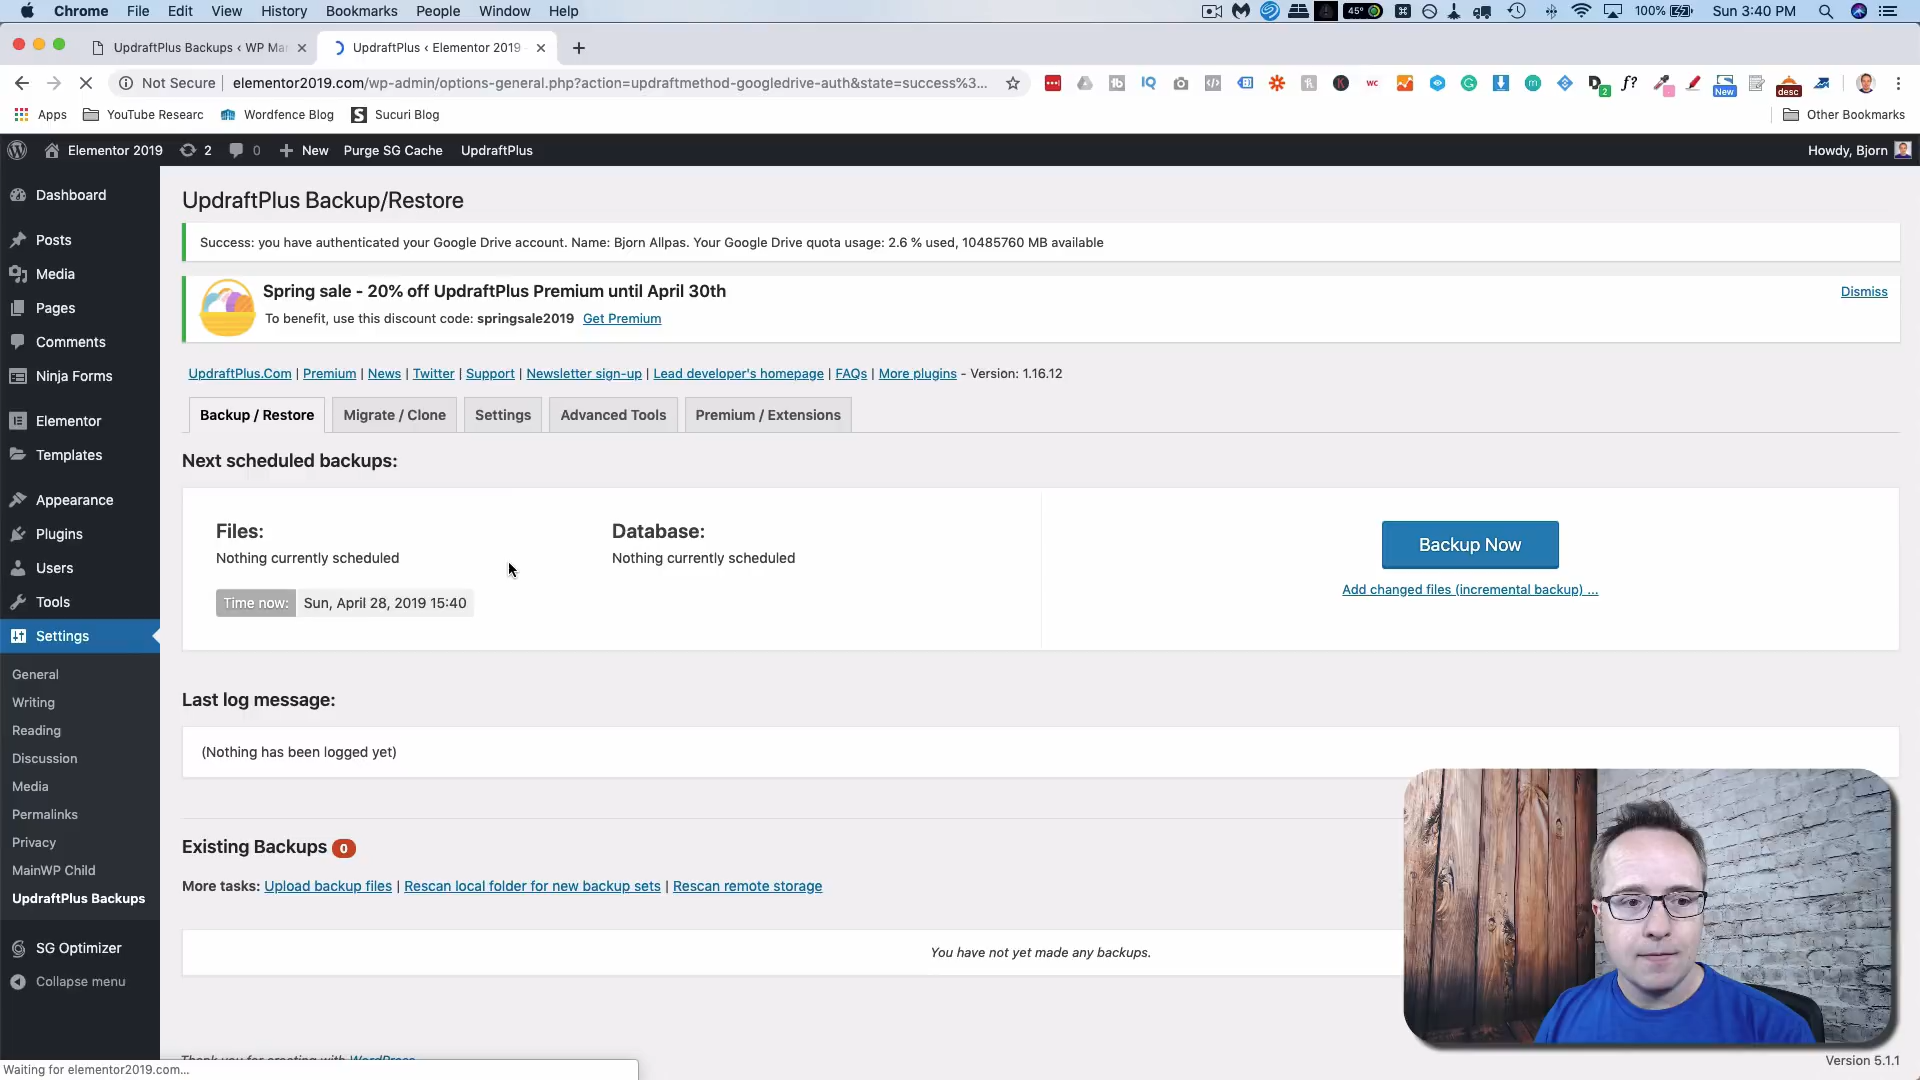 Chrome File Edit View History Bookmarks People Window Help
45° 100% Sun 3:40 PM
UpdraftPlus Backups ‹ WP Ma
UpdraftPlus ‹ Elementor 2019
Not Secure elementor2019.com/wp-admin/options-general.php?action=updraftmethod-googledrive-auth&state=success%3...
Apps YouTube Researc Wordfence Blog Sucuri Blog Other Bookmarks
New
desc
Elementor 2019 2 0 New Purge SG Cache UpdraftPlus Howdy, Bjorn
Dashboard
Posts
Media
Pages
Comments
Ninja Forms
Elementor
Templates
Appearance
Plugins
Users
Tools
Settings
General
Writing
Reading
Discussion
Media
Permalinks
Privacy
MainWP Child
UpdraftPlus Backups
SG Optimizer
Collapse menu
UpdraftPlus Backup/Restore
Success: you have authenticated your Google Drive account. Name: Bjorn Allpas. Your Google Drive quota usage: 2.6 % used, 10485760 MB available
Spring sale - 20% off UpdraftPlus Premium until April 30th
Dismiss
To benefit, use this discount code: springsale2019 Get Premium
UpdraftPlus.Com | Premium | News | Twitter | Support | Newsletter sign-up | Lead developer's homepage | FAQs | More plugins - Version: 1.16.12
Backup / Restore Migrate / Clone Settings Advanced Tools Premium / Extensions
Next scheduled backups:
Files: Database:
Nothing currently scheduled Nothing currently scheduled
Backup Now
Add changed files (incremental backup) ...
Time now: Sun, April 28, 2019 15:40
Last log message:
(Nothing has been logged yet)
Existing Backups 0
More tasks: Upload backup files | Rescan local folder for new backup sets | Rescan remote storage
You have not yet made any backups.
Thank you for creating with WordPress
Version 5.1.1
Waiting for elementor2019.com...